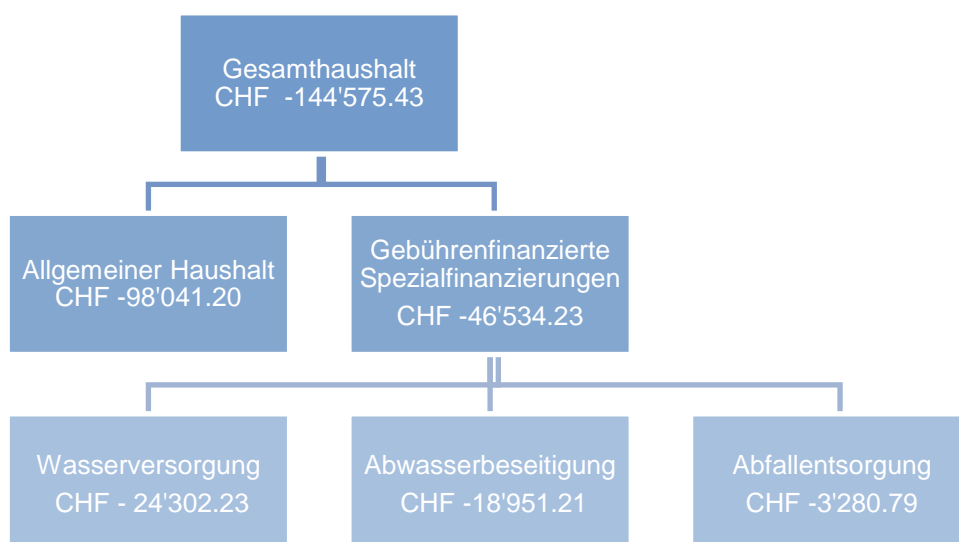 Gesamthaushalt
CHF -144'575.43
Allgemeiner Haushalt
CHF -98'041.20
Gebührenfinanzierte
Spezialfinanzierungen
CHF -46'534.23
Wasserversorgung
CHF - 24'302.23
Abwasserbeseitigung
CHF -18'951.21
Abfallentsorgung
CHF -3'280.79